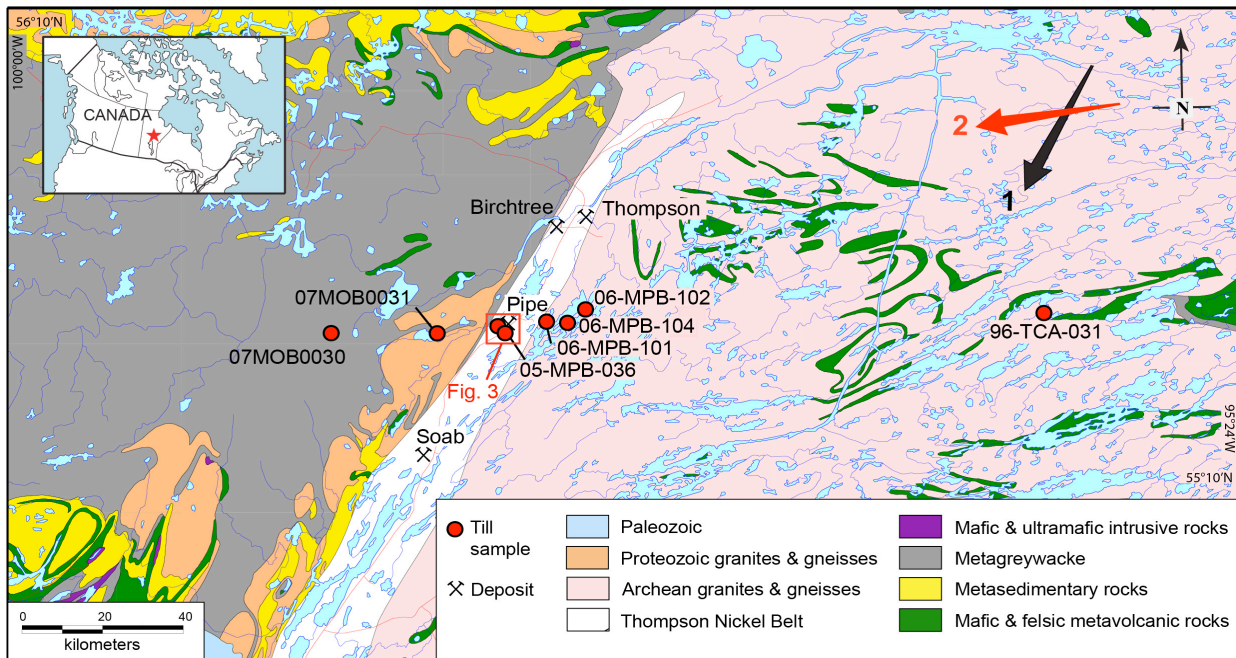 56°10'N
100°00'W
CANADA
N
2
1
Birchtree
Thompson
07MOB0031
Pipe
06-MPB-102
06-MPB-104
96-TCA-031
07MOB0030
06-MPB-101
05-MPB-036
Fig. 3
95°24'W
Soab
55°10'N
Till
sample
Deposit
Paleozoic
Proteozoic granites & gneisses
Archean granites & gneisses
Thompson Nickel Belt
Mafic & ultramafic intrusive rocks
Metagreywacke
Metasedimentary rocks
Mafic & felsic metavolcanic rocks
0 20 40
kilometers